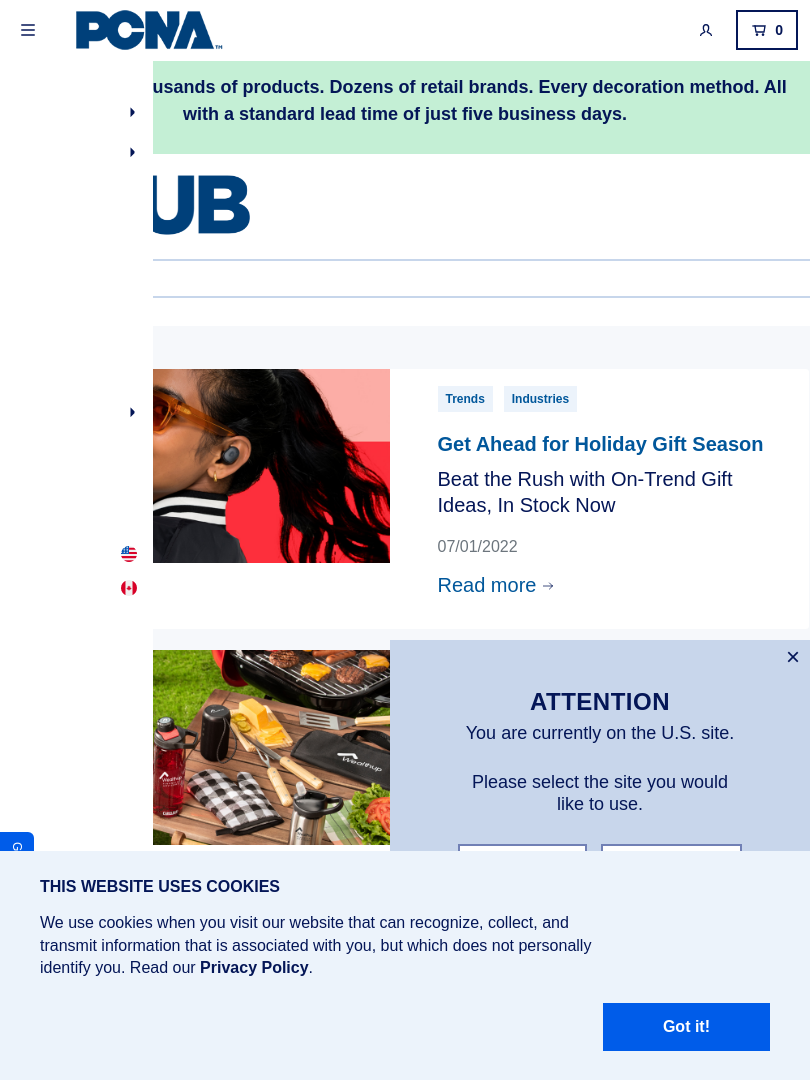 PCNA
TM
0
usands of products. Dozens of retail brands. Every decoration method. All
with a standard lead time of just five business days.
UB
Trends Industries
Get Ahead for Holiday Gift Season
Beat the Rush with On-Trend Gift
Ideas, In Stock Now
07/01/2022
Read more →
ATTENTION
You are currently on the U.S. site.
Please select the site you would
like to use.
Wealthup
Wealthup
G
THIS WEBSITE USES COOKIES
We use cookies when you visit our website that can recognize, collect, and
transmit information that is associated with you, but which does not personally
identify you. Read our Privacy Policy.
Got it!